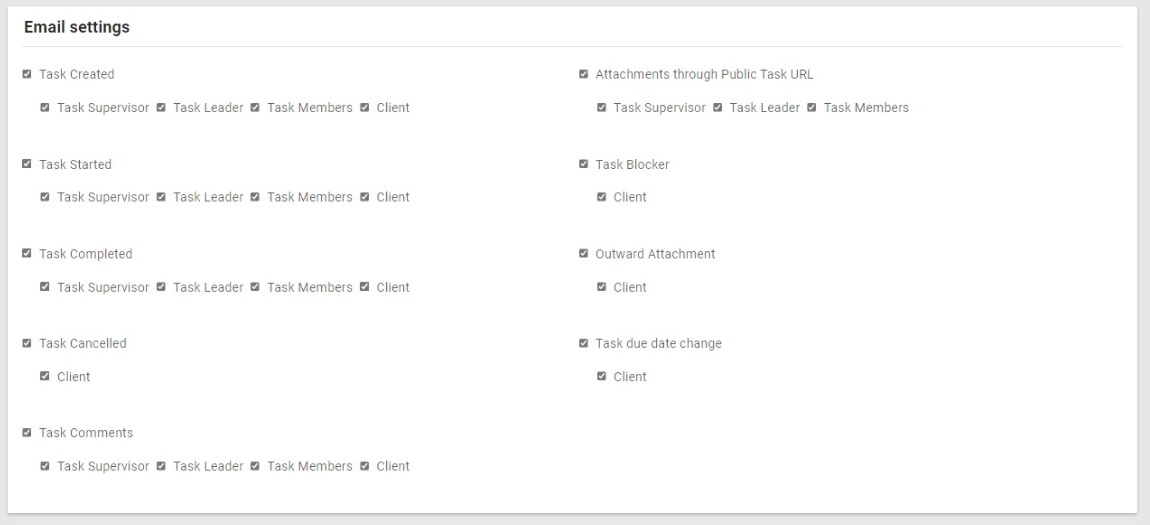 Email settings
Task Created
Task Supervisor Task Leader Task Members Client
Task Started
Task Supervisor Task Leader Task Members Client
Task Completed
Task Supervisor Task Leader Task Members Client
Task Cancelled
Client
Task Comments
Task Supervisor Task Leader Task Members Client
Attachments through Public Task URL
Task Supervisor Task Leader Task Members
Task Blocker
Client
Outward Attachment
Client
Task due date change
Client